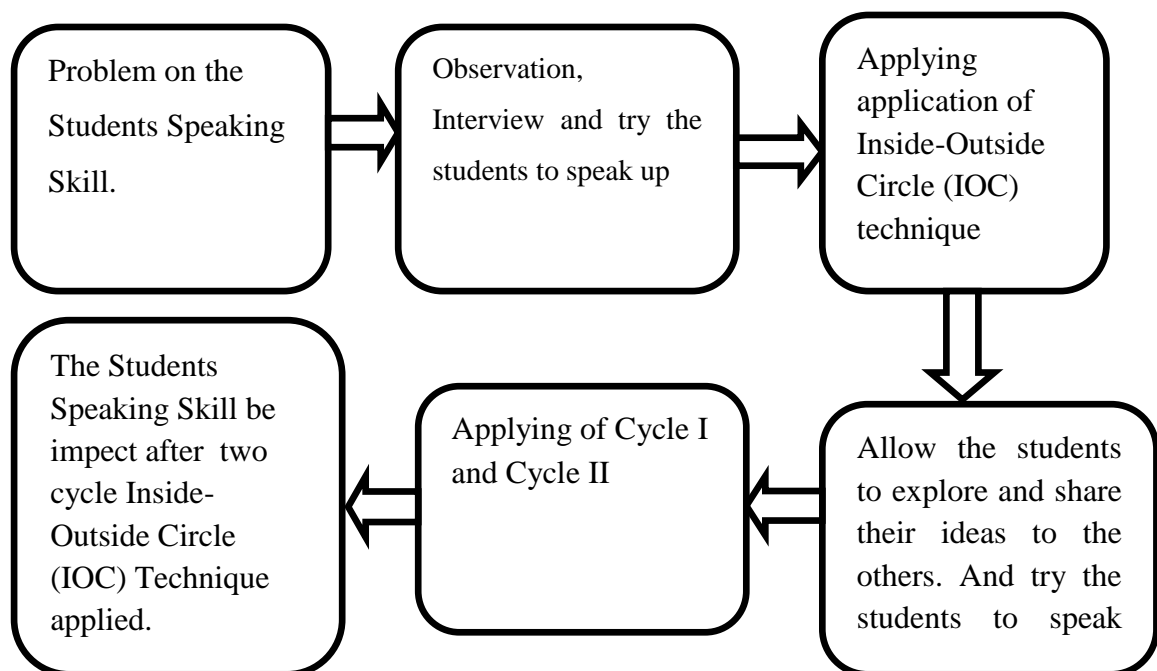 Problem on the
Students Speaking
Skill.
Observation,
Interview and try the
students to speak up
Applying
application of
Inside-Outside
Circle (IOC)
technique
Allow the students
to explore and share
their ideas to the
others. And try the
students to speak
Applying of Cycle I
and Cycle II
The Students
Speaking Skill be
impect after two
cycle Inside-
Outside Circle
(IOC) Technique
applied.